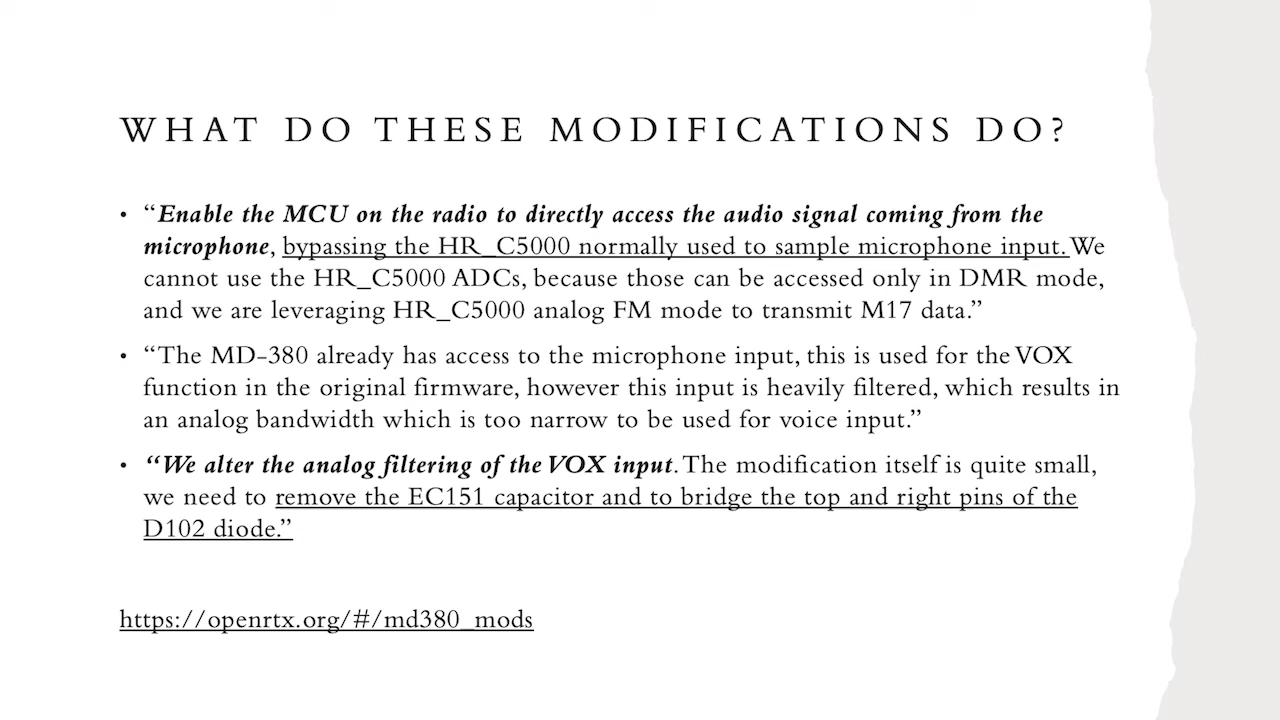 WHAT DO THESE MODIFICATIONS DO?
• “Enable the MCU on the radio to directly access the audio signal coming from the
microphone, bypassing the HR_C5000 normally used to sample microphone input. We
cannot use the HR_C5000 ADCs, because those can be accessed only in DMR mode,
and we are leveraging HR_C5000 analog FM mode to transmit M17 data.”
• “The MD-380 already has access to the microphone input, this is used for the VOX
function in the original firmware, however this input is heavily filtered, which results in
an analog bandwidth which is too narrow to be used for voice input.”
• “We alter the analog filtering of the VOX input. The modification itself is quite small,
we need to remove the EC151 capacitor and to bridge the top and right pins of the
D102 diode.”
https://openrtx.org/#/md380_mods